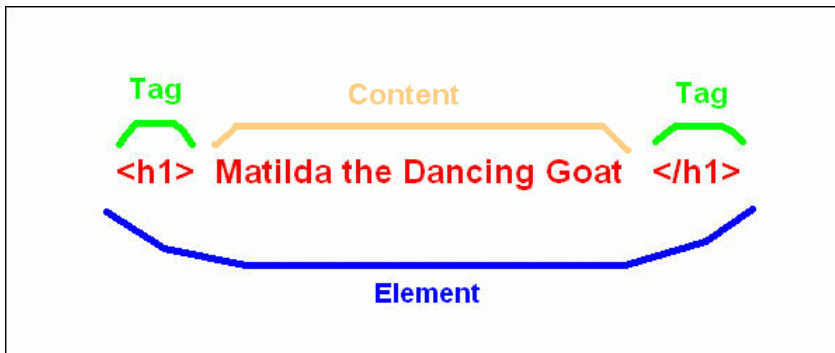 Tag Content Tag
<h1> Matilda the Dancing Goat </h1>
Element